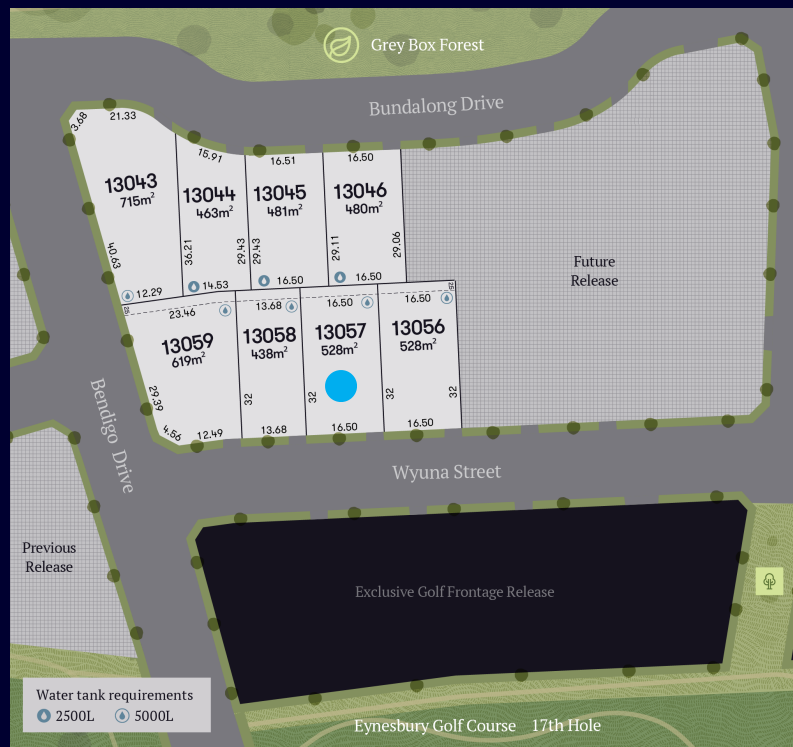 Grey Box Forest
Bundalong Drive
3.68
21.33
15.91
16.51
16.50
13043
715m²
13044
463m²
13045
481m²
13046
480m²
40.63
36.21
29.43
29.43
29.11
29.06
12.29
14.53
16.50
16.50
Future
Release
23.46
13.68
16.50
16.50
13059
619m²
13058
438m²
13057
528m²
13056
528m²
29.39
32
32
32
32
4.56
12.49
13.68
16.50
16.50
Bendigo Drive
Wyuna Street
Previous
Release
Exclusive Golf Frontage Release
Water tank requirements
2500L 5000L
Eynesbury Golf Course 17th Hole